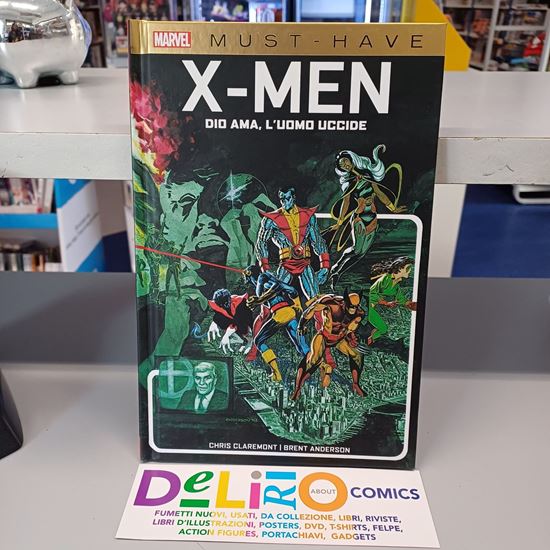 MARVEL MUST-HAVE
X-MEN
DIO AMA, L'UOMO UCCIDE
CHRIS CLAREMONT | BRENT ANDERSON
DELiRiO ABOUT COMICS
FUMETTI NUOVI, USATI, DA COLLEZIONE, LIBRI, RIVISTE,
LIBRI D'ILLUSTRAZIONI, POSTERS, DVD, T-SHIRTS, FELPE,
ACTION FIGURES, PORTACHIAVI, GADGETS